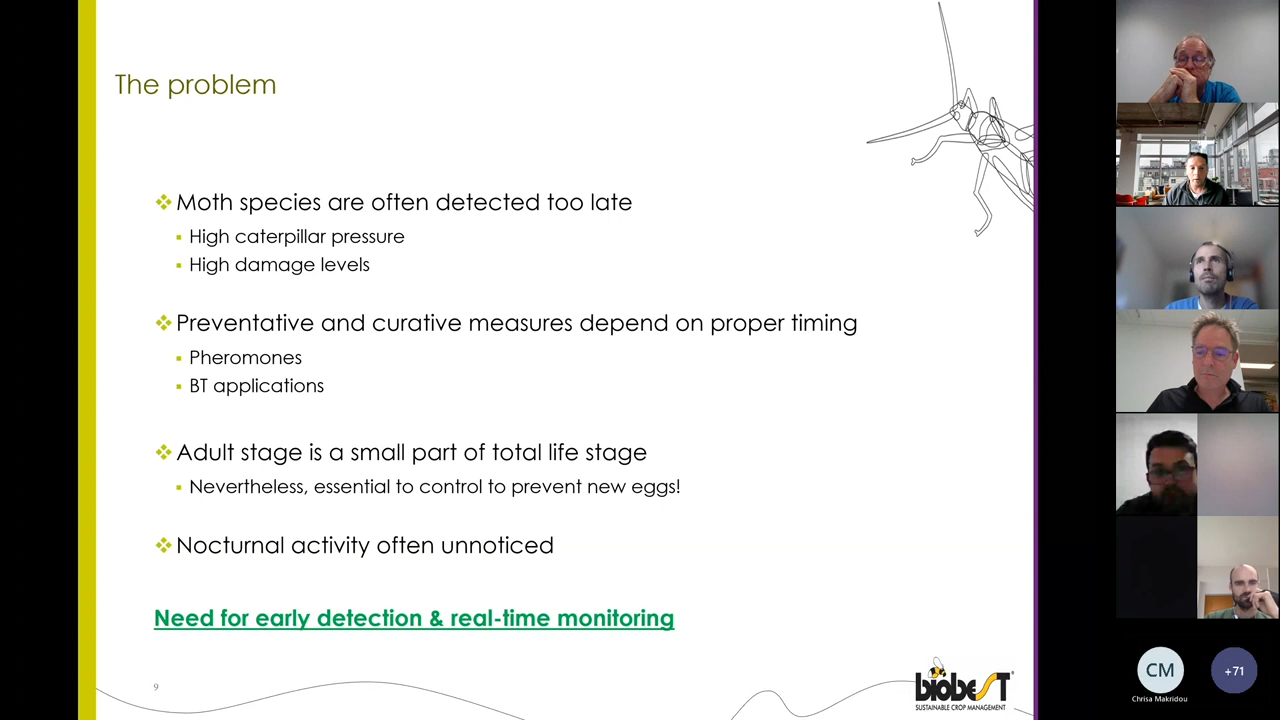 The problem
Moth species are often detected too late
High caterpillar pressure
High damage levels
Preventative and curative measures depend on proper timing
Pheromones
BT applications
Adult stage is a small part of total life stage
Nevertheless, essential to control to prevent new eggs!
Nocturnal activity often unnoticed
Need for early detection & real-time monitoring
9
biobest
SUSTAINABLE CROP MANAGEMENT
CM
+71
Chrisa Makridou